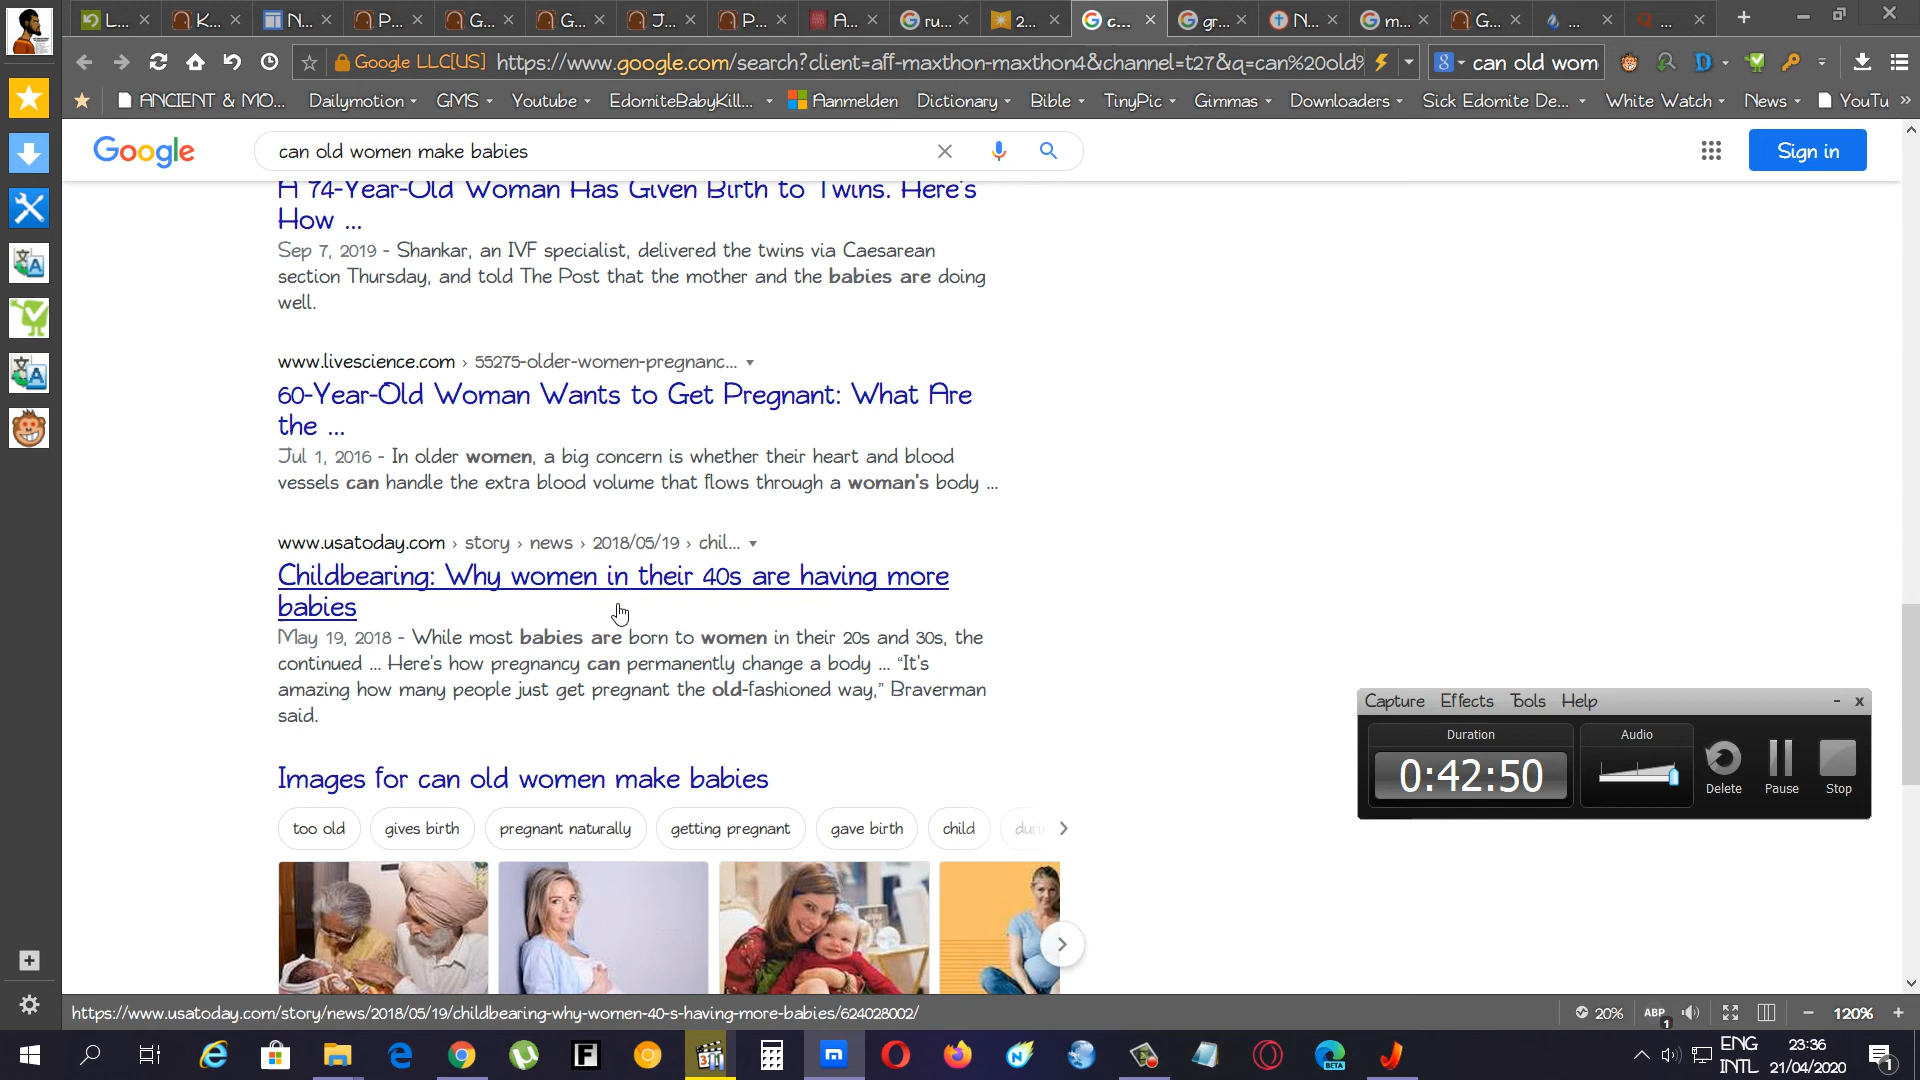 L...
K...
N...
P...
G...
G...
J...
P...
A...
ru...
2...
c...
gr...
N...
m...
G...
...
...
Google LLC[US] https://www.google.com/search?client=aff-maxthon-maxthon4&channel=t27&q=can%20old%
can old wom
ANCIENT & MO... Dailymotion GMS Youtube EdomiteBabyKill... Aanmelden Dictionary Bible TinyPic Gimmas Downloaders Sick Edomite De... White Watch News YouTu »
Google
can old women make babies
Sign in
A 74-Year-Old Woman Has Given Birth to Twins. Here's
How ...
Sep 7, 2019 - Shankar, an IVF specialist, delivered the twins via Caesarean
section Thursday, and told The Post that the mother and the babies are doing
well.
www.livescience.com › 55275-older-women-pregnanc...
60-Year-Old Woman Wants to Get Pregnant: What Are
the ...
Jul 1, 2016 - In older women, a big concern is whether their heart and blood
vessels can handle the extra blood volume that flows through a woman's body ...
www.usatoday.com › story › news › 2018/05/19 › chil...
Childbearing: Why women in their 40s are having more
babies
May 19, 2018 - While most babies are born to women in their 20s and 30s, the
continued ... Here's how pregnancy can permanently change a body ... "It's
amazing how many people just get pregnant the old-fashioned way," Braverman
said.
Capture Effects Tools Help
Duration
Audio
0:42:50
Delete Pause Stop
Images for can old women make babies
too old gives birth pregnant naturally getting pregnant gave birth child duri
https://www.usatoday.com/story/news/2018/05/19/childbearing-why-women-40-s-having-more-babies/624028002/
20%
ABP
1
120%
ENG
INTL
23:36
21/04/2020
1
BETA